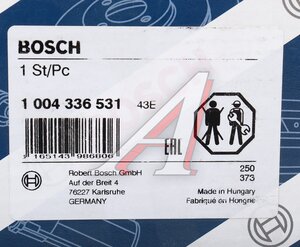 BOSCH
1 St/Pc
1 004 336 531 43E
EAC
Robert Bosch GmbH
Auf der Breit 4
76227 Karlsruhe
GERMANY
250
373
Made in Hungary
Fabriqué en Hongrie